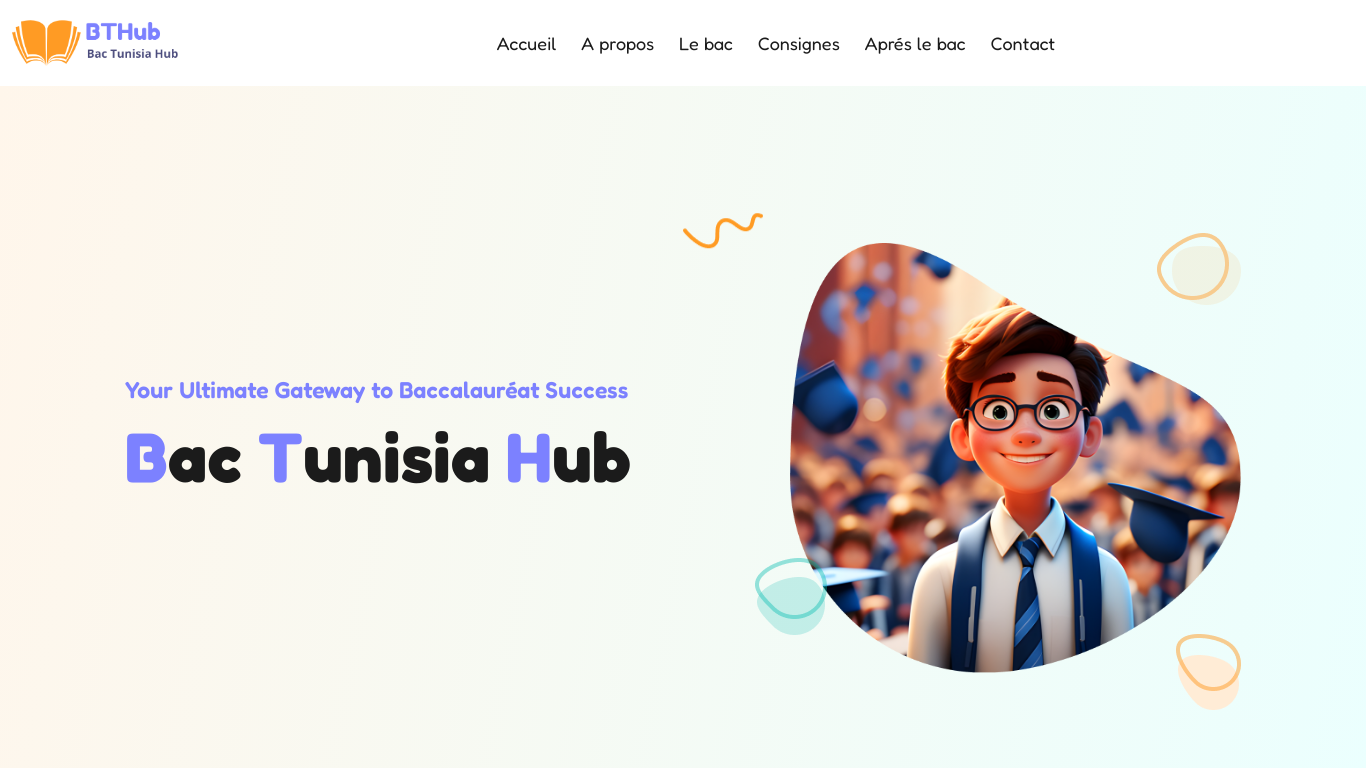 BTHub
Bac Tunisia Hub
Accueil A propos Le bac Consignes Aprés le bac Contact
Your Ultimate Gateway to Baccalauréat Success
Bac Tunisia Hub